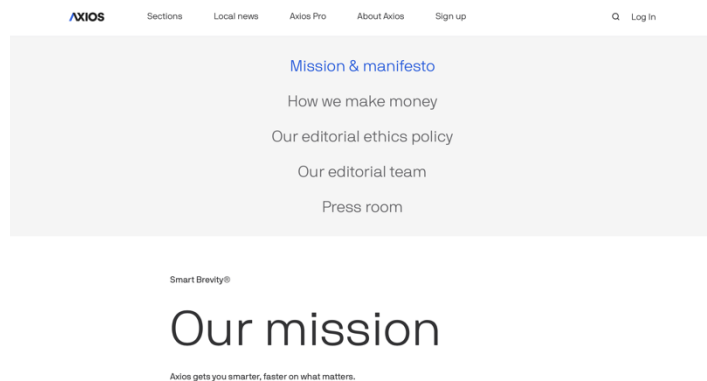 AXIOS Sections Local news Axios Pro About Axios Sign up Log In
Mission & manifesto
How we make money
Our editorial ethics policy
Our editorial team
Press room
Smart Brevity®
Our mission
Axios gets you smarter, faster on what matters.